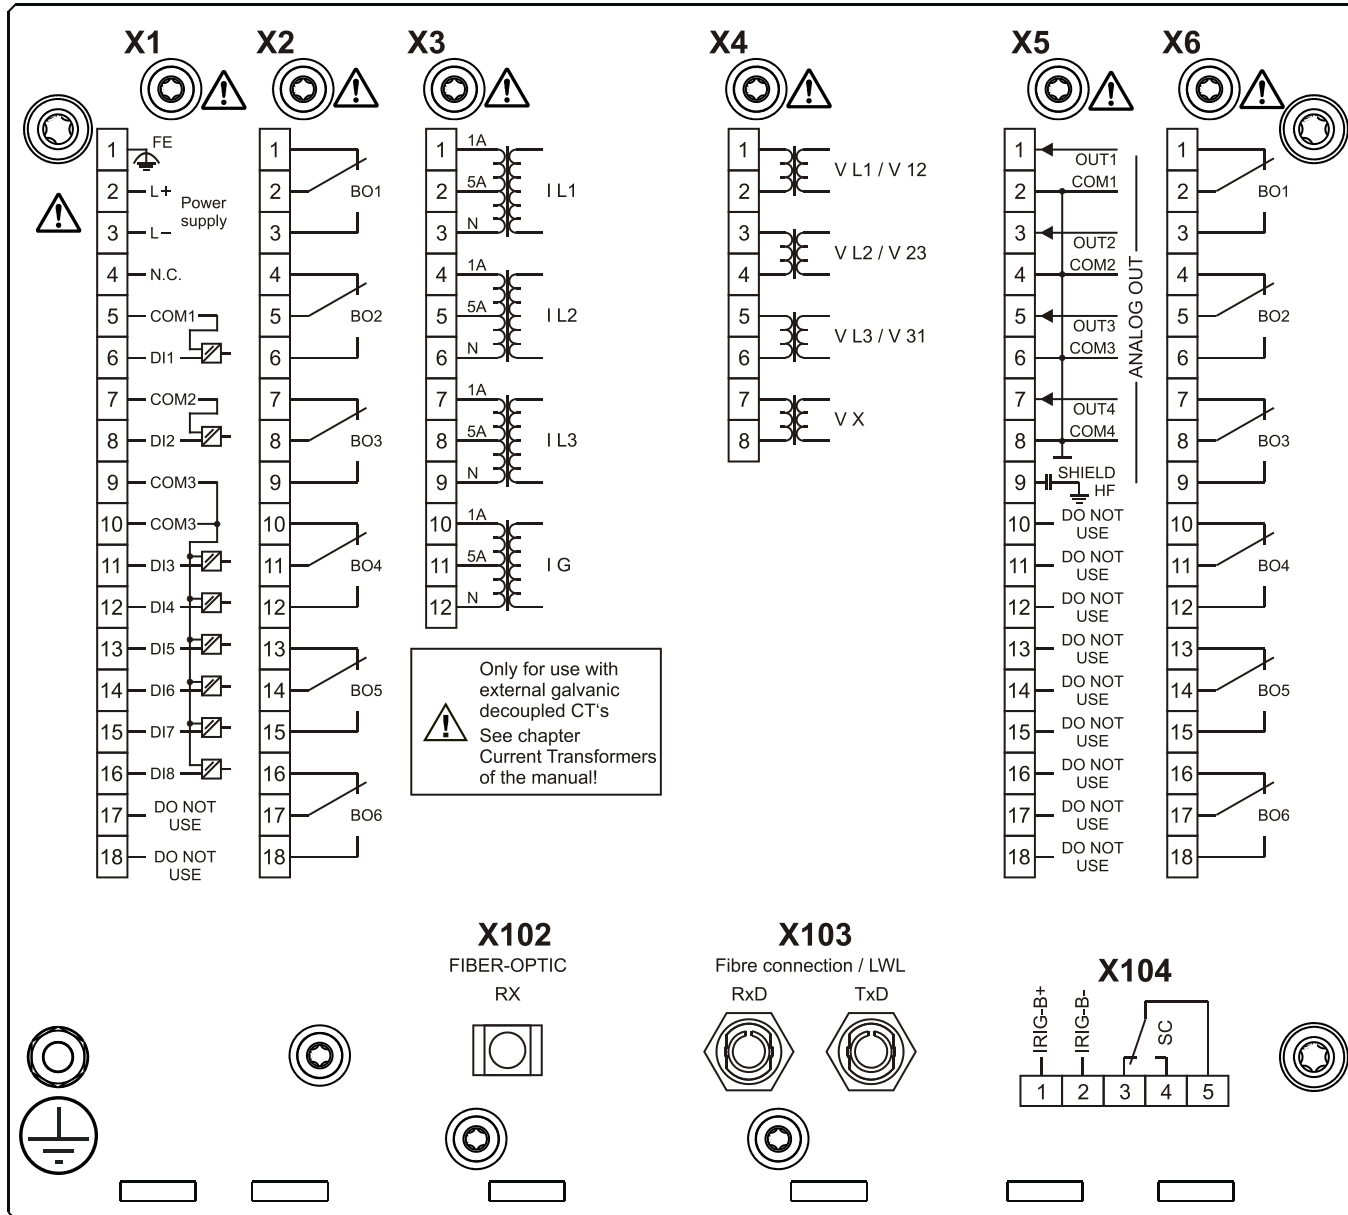 X1
X2
X3
X4
X5
X6
1 FE
2 L+
Power
supply
3 L−
4 N.C.
5 COM1
6 DI1
7 COM2
8 DI2
9 COM3
10 COM3
11 DI3
12 DI4
13 DI5
14 DI6
15 DI7
16 DI8
17 DO NOT
USE
18 DO NOT
USE
1
2 BO1
3
4
5 BO2
6
7
8 BO3
9
10
11 BO4
12
13
14 BO5
15
16
17 BO6
18
1 1A
2 5A I L1
3 N
4 1A
5 5A I L2
6 N
7 1A
8 5A I L3
9 N
10 1A
11 5A I G
12 N
Only for use with
external galvanic
decoupled CT‘s
See chapter
Current Transformers
of the manual!
1
V L1 / V 12
2
3
V L2 / V 23
4
5
V L3 / V 31
6
7
V X
8
1 OUT1
2 COM1
3 OUT2
4 COM2
5 OUT3
6 COM3
7 OUT4
8 COM4
ANALOG OUT
9 SHIELD
HF
10 DO NOT
USE
11 DO NOT
USE
12 DO NOT
USE
13 DO NOT
USE
14 DO NOT
USE
15 DO NOT
USE
16 DO NOT
USE
17 DO NOT
USE
18 DO NOT
USE
1
2 BO1
3
4
5 BO2
6
7
8 BO3
9
10
11 BO4
12
13
14 BO5
15
16
17 BO6
18
X102
FIBER-OPTIC
RX
X103
Fibre connection / LWL
RxD TxD
X104
IRIG-B+
IRIG-B-
SC
1 2 3 4 5